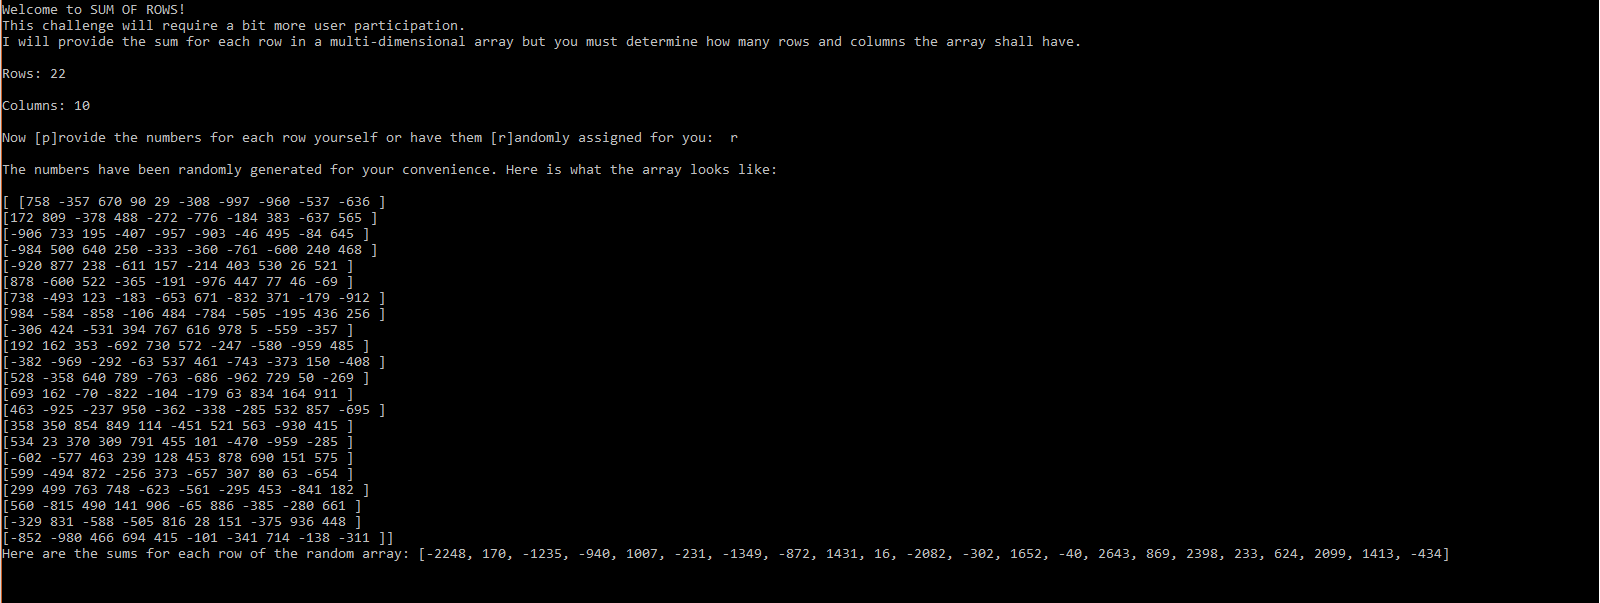 Welcome to SUM OF ROWS!
This challenge will require a bit more user participation.
I will provide the sum for each row in a multi-dimensional array but you must determine how many rows and columns the array shall have.
Rows: 22
Columns: 10
Now [p]rovide the numbers for each row yourself or have them [r]andomly assigned for you:  r
The numbers have been randomly generated for your convenience. Here is what the array looks like:
[ [758 -357 670 90 29 -308 -997 -960 -537 -636 ]
[172 809 -378 488 -272 -776 -184 383 -637 565 ]
[-906 733 195 -407 -957 -903 -46 495 -84 645 ]
[-984 500 640 250 -333 -360 -761 -600 240 468 ]
[-920 877 238 -611 157 -214 403 530 26 521 ]
[878 -600 522 -365 -191 -976 447 77 46 -69 ]
[738 -493 123 -183 -653 671 -832 371 -179 -912 ]
[984 -584 -858 -106 484 -784 -505 -195 436 256 ]
[-306 424 -531 394 767 616 978 5 -559 -357 ]
[192 162 353 -692 730 572 -247 -580 -959 485 ]
[-382 -969 -292 -63 537 461 -743 -373 150 -408 ]
[528 -358 640 789 -763 -686 -962 729 50 -269 ]
[693 162 -70 -822 -104 -179 63 834 164 911 ]
[463 -925 -237 950 -362 -338 -285 532 857 -695 ]
[358 350 854 849 114 -451 521 563 -930 415 ]
[534 23 370 309 791 455 101 -470 -959 -285 ]
[-602 -577 463 239 128 453 878 690 151 575 ]
[599 -494 872 -256 373 -657 307 80 63 -654 ]
[299 499 763 748 -623 -561 -295 453 -841 182 ]
[560 -815 490 141 906 -65 886 -385 -280 661 ]
[-329 831 -588 -505 816 28 151 -375 936 448 ]
[-852 -980 466 694 415 -101 -341 714 -138 -311 ]]
Here are the sums for each row of the random array: [-2248, 170, -1235, -940, 1007, -231, -1349, -872, 1431, 16, -2082, -302, 1652, -40, 2643, 869, 2398, 233, 624, 2099, 1413, -434]